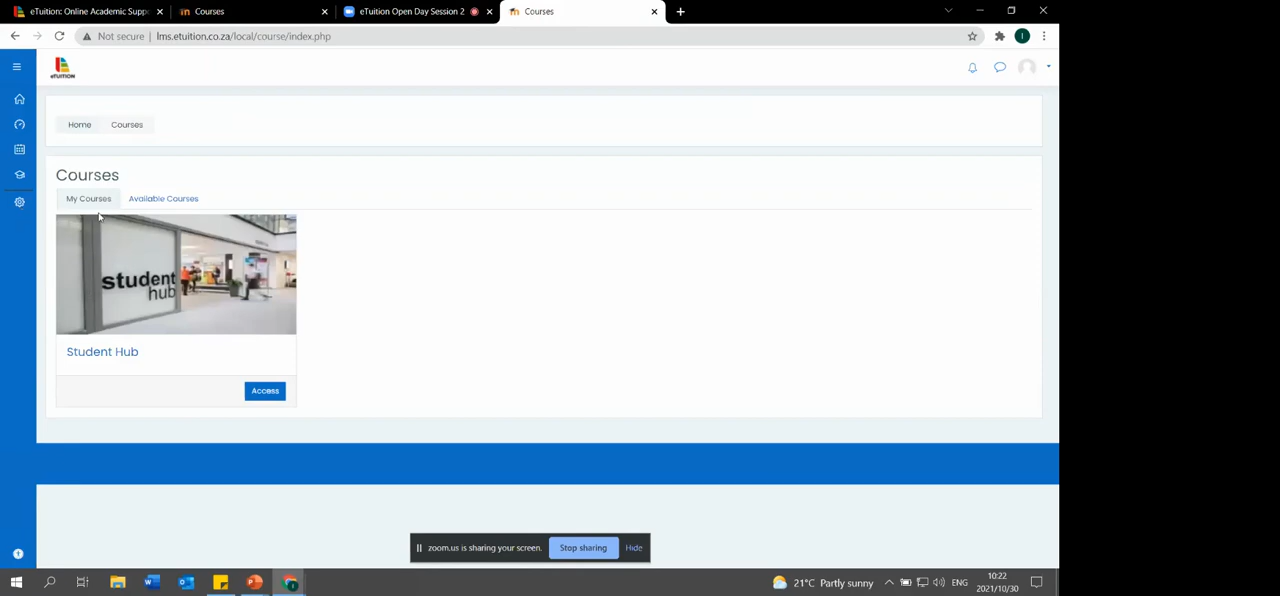 eTuition: Online Academic Supp
Courses
eTuition Open Day Session 2
Courses
Not secure
lms.etuition.co.za/local/course/index.php
I
eTUITION
Home
Courses
Courses
My Courses
Available Courses
student
hub
Student Hub
Access
zoom.us is sharing your screen.
Stop sharing
Hide
21°C Partly sunny
ENG
10:22
2021/10/30